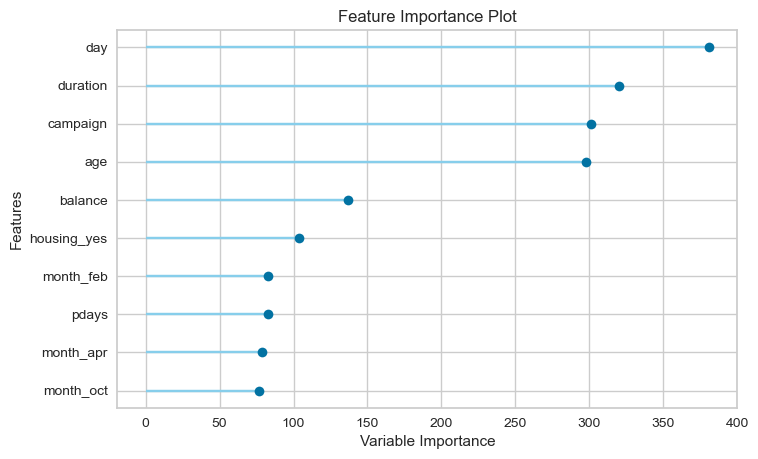 Feature Importance Plot
Features
day
duration
campaign
age
balance
housing_yes
month_feb
pdays
month_apr
month_oct
0 50 100 150 200 250 300 350 400
Variable Importance